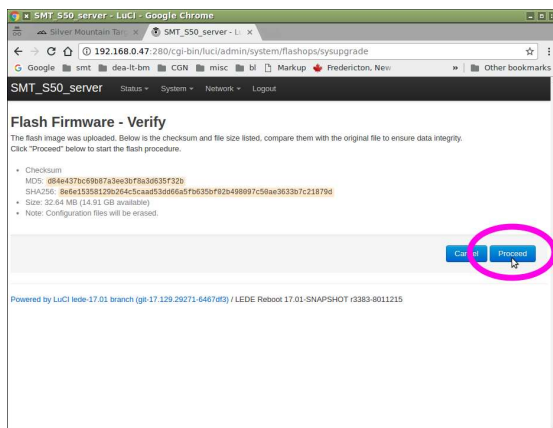 SMT_S50_server - LuCI - Google Chrome
Silver Mountain Targ
SMT_S50_server - Lu
192.168.0.47:280/cgi-bin/luci/admin/system/flashops/sysupgrade
Google smt dea-lt-bm CGN misc bl Markup Fredericton, New » Other bookmarks
SMT_S50_server Status System Network Logout
Flash Firmware - Verify
The flash image was uploaded. Below is the checksum and file size listed, compare them with the original file to ensure data integrity.
Click "Proceed" below to start the flash procedure.
Checksum
MD5: d84e437bc69b87a3ee3bf8a3d635f32b
SHA256: 8e6e15358129b264c5caad53dd66a5fb635bf02b498097c50ae3633b7c21879d
Size: 32.64 MB (14.91 GB available)
Note: Configuration files will be erased.
Cancel Proceed
Powered by LuCI lede-17.01 branch (git-17.129.29271-6467df3) / LEDE Reboot 17.01-SNAPSHOT r3383-8011215